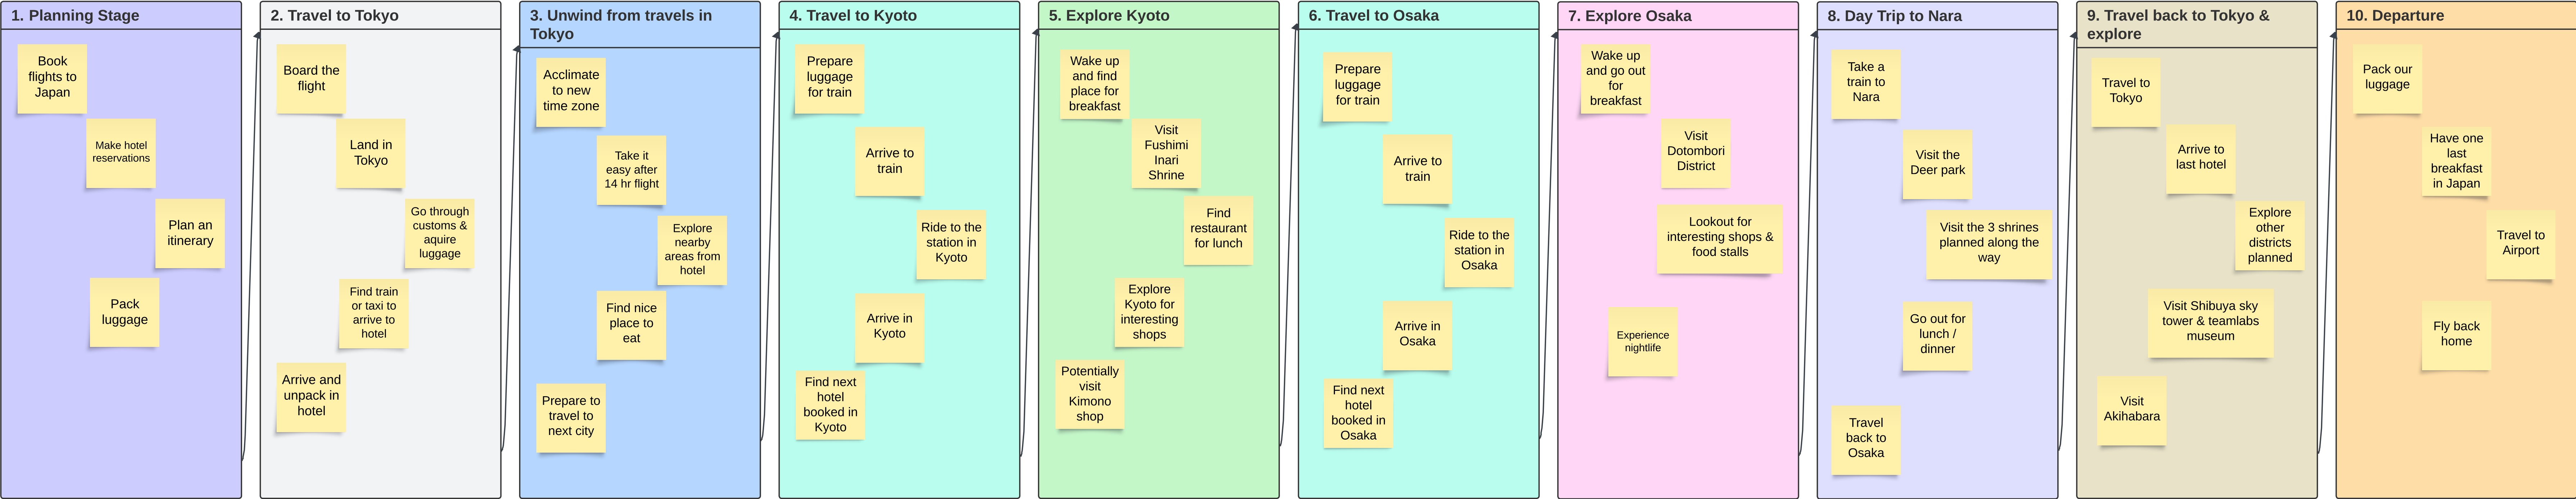 1. Planning Stage
Book
flights to
Japan
Make hotel
reservations
Plan an
itinerary
Pack
luggage
2. Travel to Tokyo
Board the
flight
Land in
Tokyo
Go through
customs &
aquire
luggage
Find train
or taxi to
arrive to
hotel
Arrive and
unpack in
hotel
3. Unwind from travels in
Tokyo
Acclimate
to new
time zone
Take it
easy after
14 hr flight
Explore
nearby
areas from
hotel
Find nice
place to
eat
Prepare to
travel to
next city
4. Travel to Kyoto
Prepare
luggage
for train
Arrive to
train
Ride to the
station in
Kyoto
Arrive in
Kyoto
Find next
hotel
booked in
Kyoto
5. Explore Kyoto
Wake up
and find
place for
breakfast
Visit
Fushimi
Inari
Shrine
Find
restaurant
for lunch
Explore
Kyoto for
interesting
shops
Potentially
visit
Kimono
shop
6. Travel to Osaka
Prepare
luggage
for train
Arrive to
train
Ride to the
station in
Osaka
Arrive in
Osaka
Find next
hotel
booked in
Osaka
7. Explore Osaka
Wake up
and go out
for
breakfast
Visit
Dotombori
District
Lookout for
interesting shops &
food stalls
Experience
nightlife
8. Day Trip to Nara
Take a
train to
Nara
Visit the
Deer park
Visit the 3 shrines
planned along the
way
Go out for
lunch /
dinner
Travel
back to
Osaka
9. Travel back to Tokyo &
explore
Travel to
Tokyo
Arrive to
last hotel
Explore
other
districts
planned
Visit Shibuya sky
tower & teamlabs
museum
Visit
Akihabara
10. Departure
Pack our
luggage
Have one
last
breakfast
in Japan
Travel to
Airport
Fly back
home